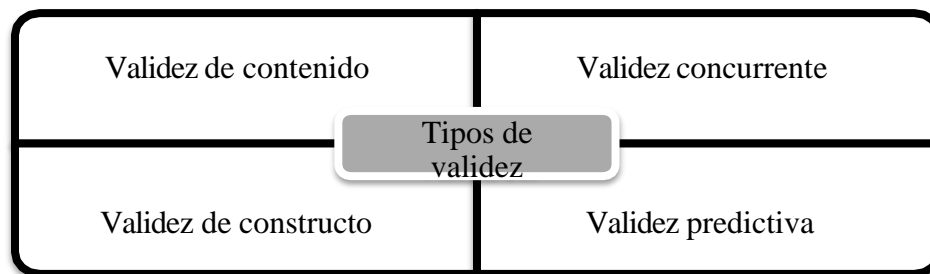 Validez de contenido
Validez concurrente
Tipos de
validez
Validez de constructo
Validez predictiva